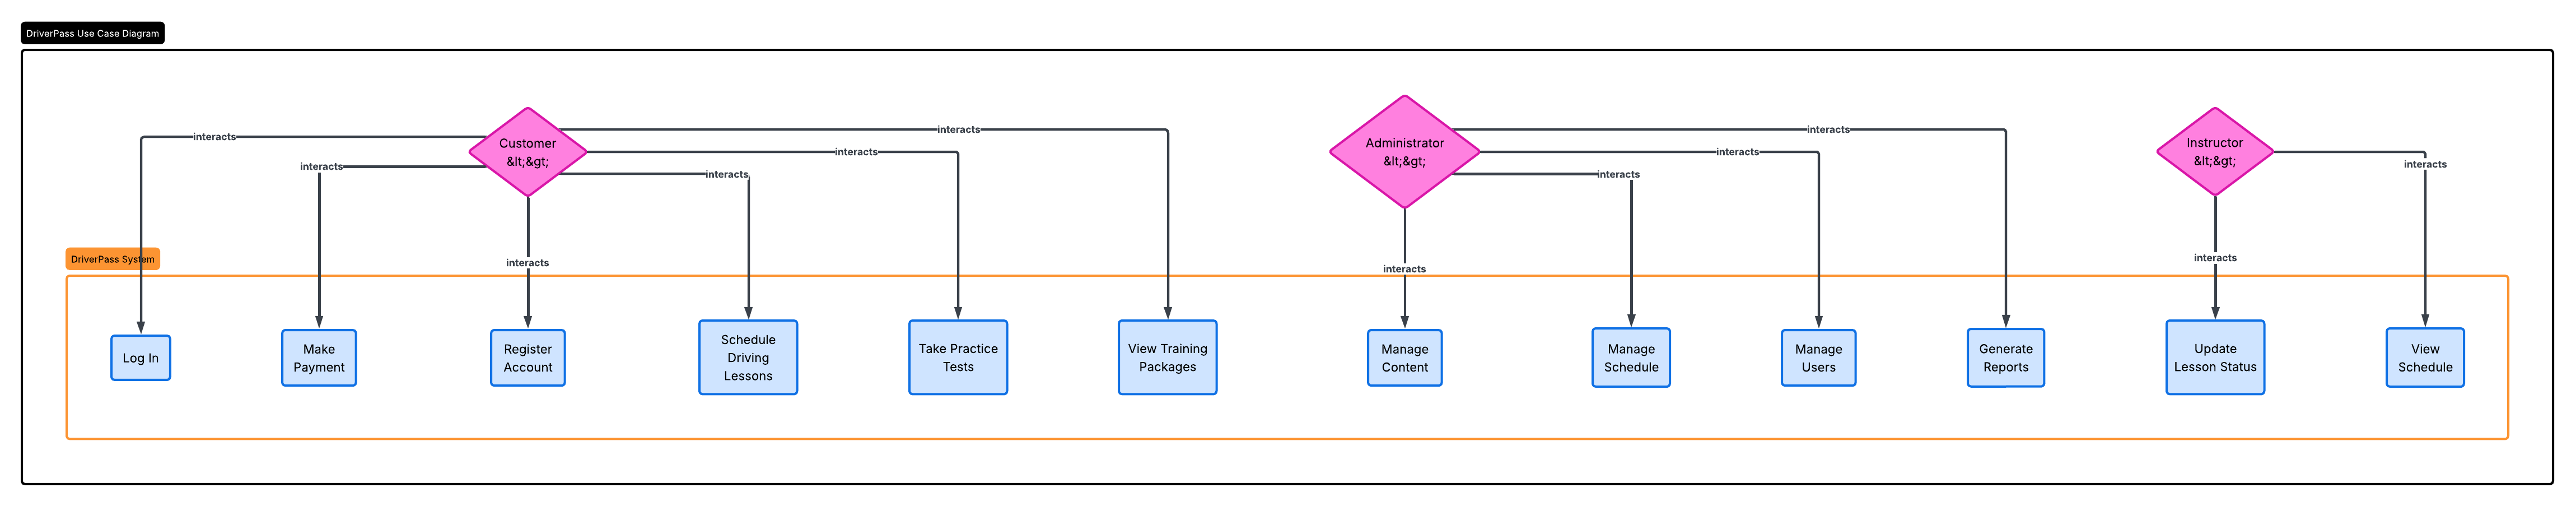 DriverPass Use Case Diagram
Customer
&lt;&gt;
Administrator
&lt;&gt;
Instructor
&lt;&gt;
interacts
interacts
interacts
interacts
interacts
interacts
interacts
interacts
interacts
interacts
interacts
interacts
DriverPass System
Log In
Make
Payment
Register
Account
Schedule
Driving
Lessons
Take Practice
Tests
View Training
Packages
Manage
Content
Manage
Schedule
Manage
Users
Generate
Reports
Update
Lesson Status
View
Schedule